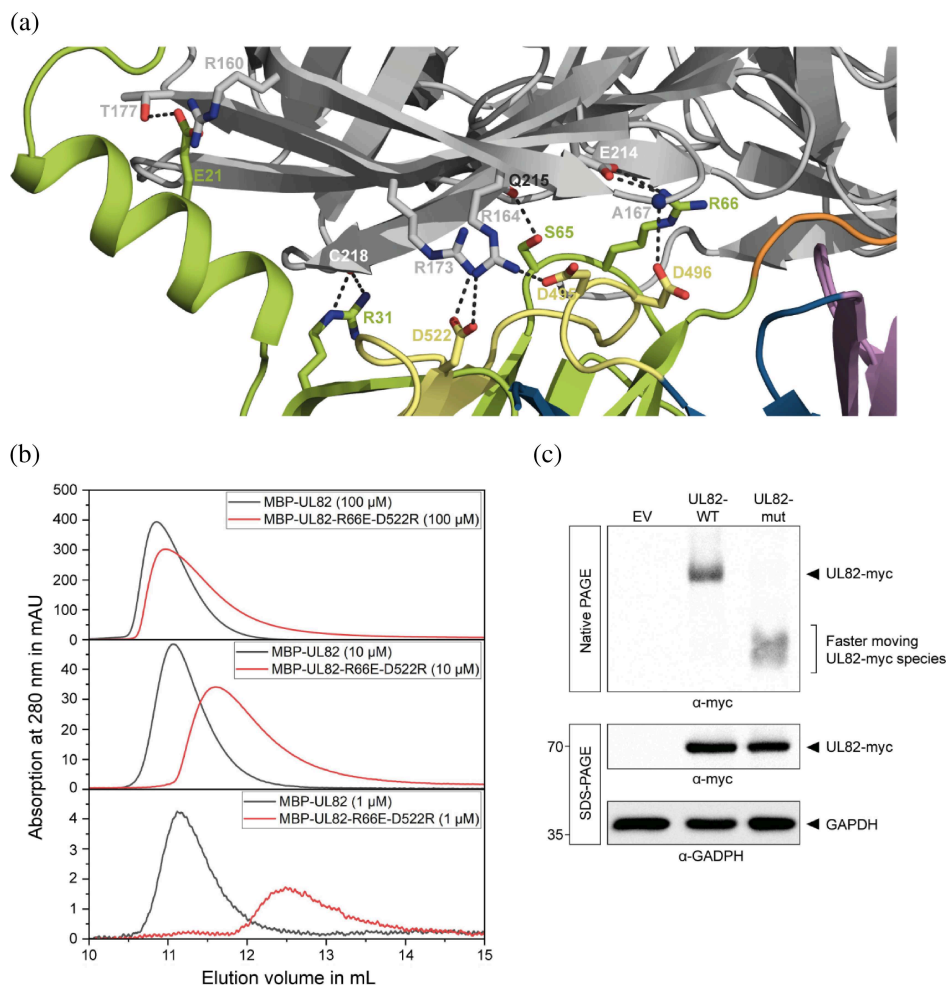 (a)
R160
T177
E21
E214
Q215
R164
A167
R66
S65
C218
R173
D496
D495
R31
D522
(b)
Absorption at 280 nm in mAU
500
400
300
200
100
0
MBP-UL82 (100 µM)
MBP-UL82-R66E-D522R (100 µM)
40
30
20
10
0
MBP-UL82 (10 µM)
MBP-UL82-R66E-D522R (10 µM)
5
4
3
2
1
0
MBP-UL82 (1 µM)
MBP-UL82-R66E-D522R (1 µM)
10 11 12 13 14 15
Elution volume in mL
(c)
EV
UL82-
WT
UL82-
mut
Native PAGE
UL82-myc
Faster moving
UL82-myc species
α-myc
SDS-PAGE
70
UL82-myc
α-myc
35
GAPDH
α-GADPH